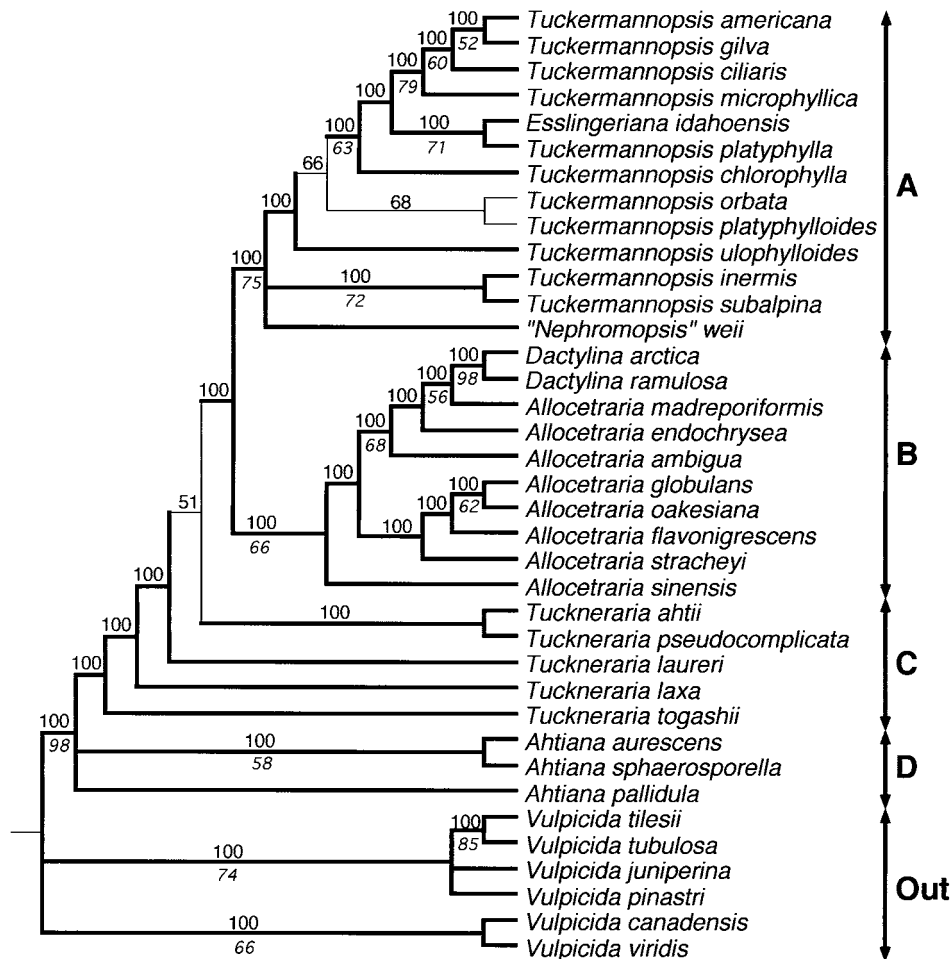 100 Tuckermannopsis americana
100 52 Tuckermannopsis gilva
100 60 Tuckermannopsis ciliaris
100 79 Tuckermannopsis microphyllica
100 Esslingeriana idahoensis
100 63 71 Tuckermannopsis platyphylla
66 Tuckermannopsis chlorophylla
68 Tuckermannopsis orbata
A
100 Tuckermannopsis platyphylloides
Tuckermannopsis ulophylloides
100 75 100 Tuckermannopsis inermis
72 Tuckermannopsis subalpina
"Nephromopsis" weii
100 Dactylina arctica
100 98 Dactylina ramulosa
100 100 56 Allocetraria madreporiformis
Allocetraria endochrysea
100 68 Allocetraria ambigua
B
100 100 Allocetraria globulans
100 62 Allocetraria oakesiana
51 100 100 Allocetraria flavonigrescens
66 Allocetraria stracheyi
100 Allocetraria sinensis
100 Tuckneraria ahtii
100 Tuckneraria pseudocomplicata
C
100 Tuckneraria laureri
Tuckneraria laxa
100 Tuckneraria togashii
98 100 Ahtiana aurescens
58 Ahtiana sphaerosporella
D
Ahtiana pallidula
100 Vulpicida tilesii
100 85 Vulpicida tubulosa
74 Vulpicida juniperina
Vulpicida pinastri
Out
100 Vulpicida canadensis
66 Vulpicida viridis